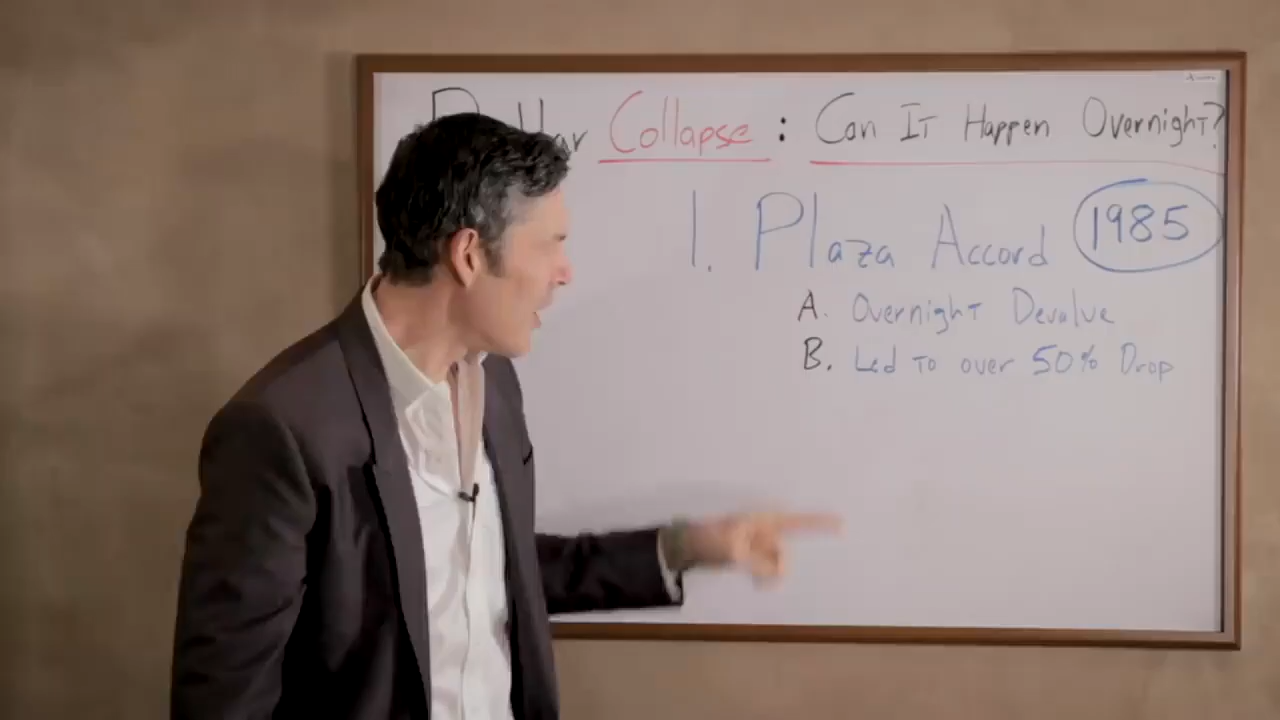 Collapse : Can It Happen Overnight?
1. Plaza Accord 1985
A. Overnight Devalue
B. Led To over 50% Drop